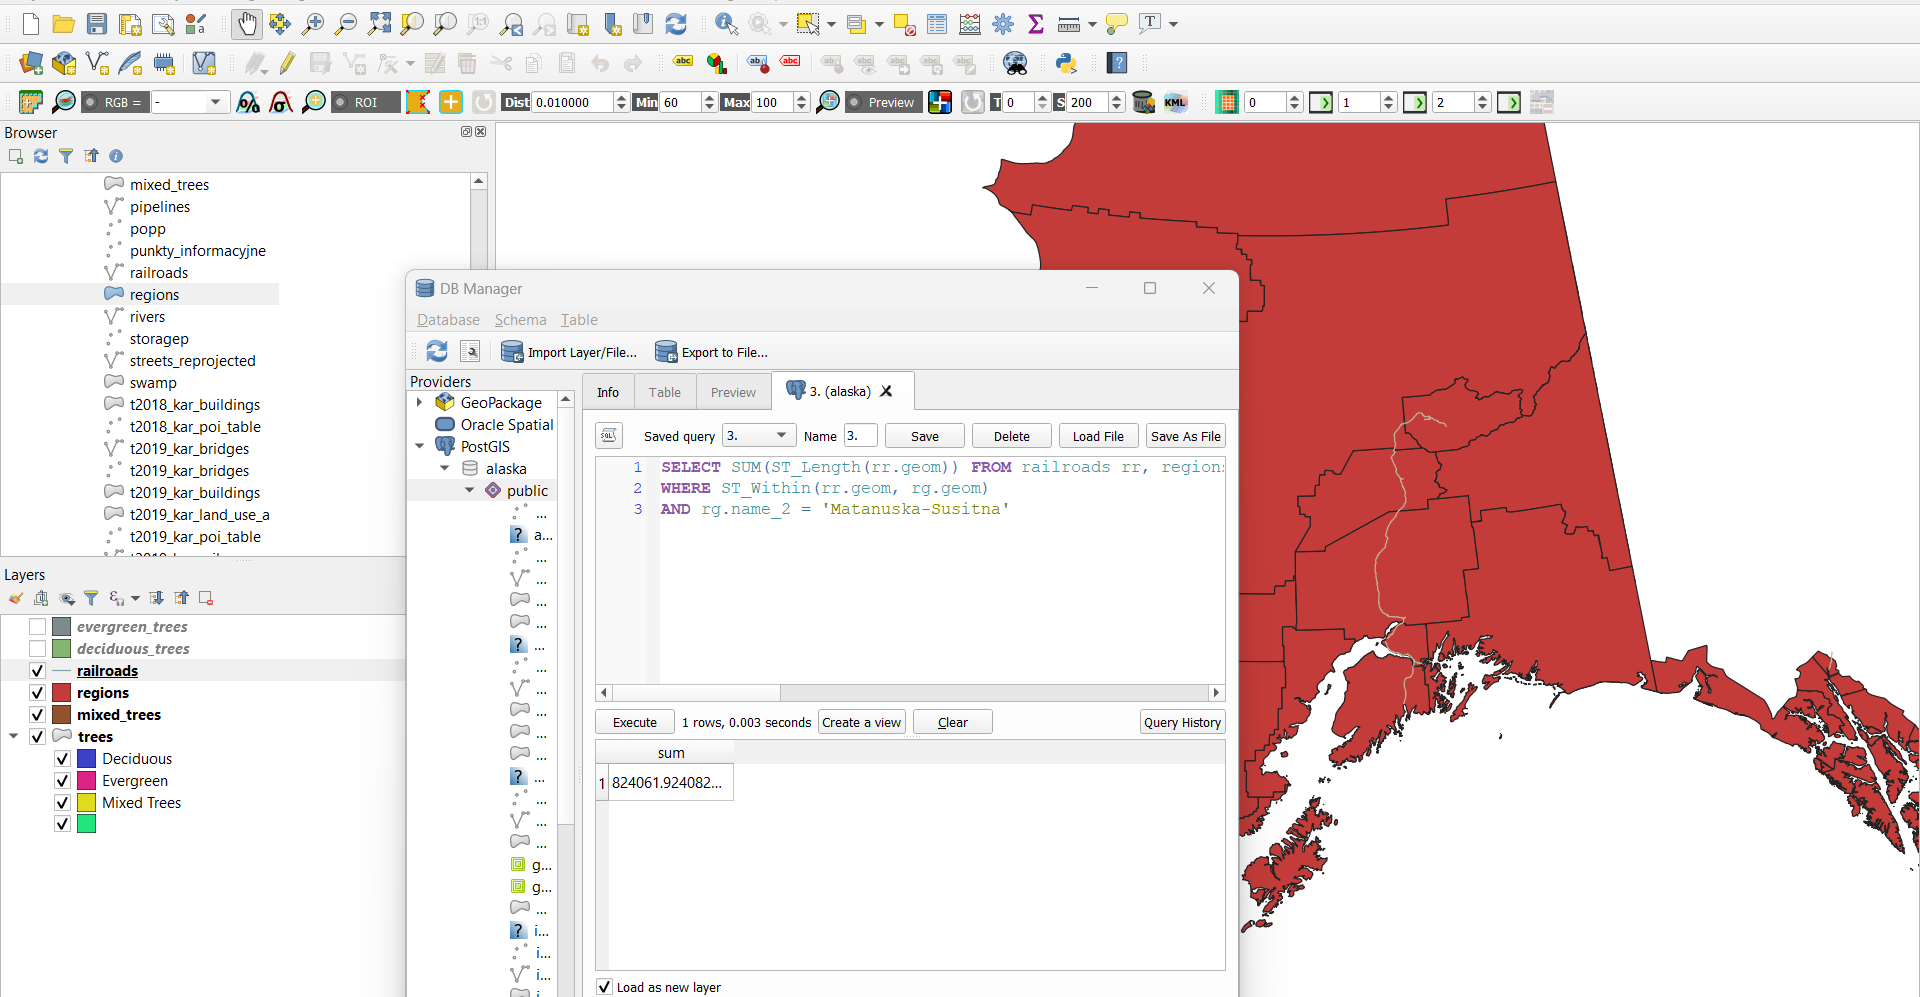 RGB =
-
ROI
Dist 0.010000
Min 60
Max 100
Preview
T 0
S 200
KML
0
1
2
Browser
mixed_trees
pipelines
popp
punkty_informacyjne
railroads
regions
rivers
storagep
streets_reprojected
swamp
t2018_kar_buildings
t2018_kar_poi_table
t2019_kar_bridges
t2019_kar_bridges
t2019_kar_buildings
t2019_kar_land_use_a
t2019_kar_poi_table
Layers
evergreen_trees
deciduous_trees
railroads
regions
mixed_trees
trees
Deciduous
Evergreen
Mixed Trees
DB Manager
Database Schema Table
Import Layer/File... Export to File...
Providers
GeoPackage
Oracle Spatial
PostGIS
alaska
public
...
a...
...
...
...
...
...
...
...
...
...
...
...
...
...
...
g...
g...
...
i...
i...
i...
Info Table Preview 3. (alaska)
Saved query 3. Name 3. Save Delete Load File Save As File
1 SELECT SUM(ST_Length(rr.geom)) FROM railroads rr, regions
2 WHERE ST_Within(rr.geom, rg.geom)
3 AND rg.name_2 = 'Matanuska-Susitna'
Execute 1 rows, 0.003 seconds Create a view Clear Query History
sum
1 824061.924082...
Load as new layer